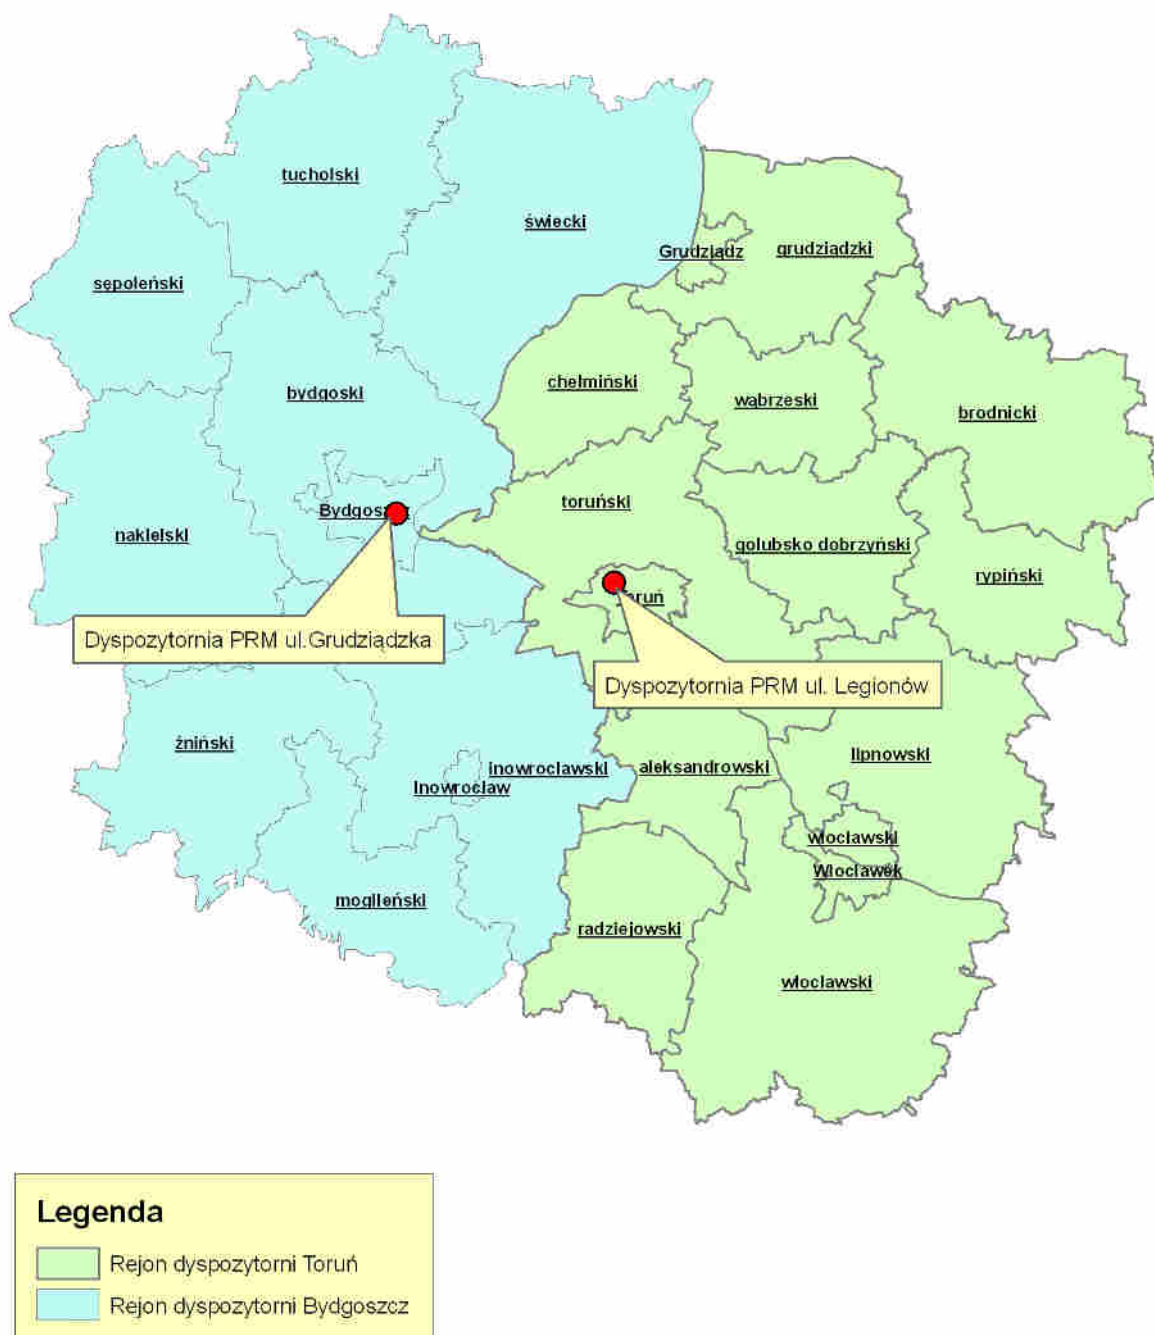 tucholski
świecki
Grudziądz
grudziądzki
sępoleński
chełmiński
bydgoski
wąbrzeski
brodnicki
toruński
Bydgoszcz
nakielski
golubsko dobrzyński
rypiński
Toruń
Dyspozytornia PRM ul.Grudziądzka
Dyspozytornia PRM ul. Legionów
żniński
lipnowski
inowrocławski
aleksandrowski
Inowrocław
włocławski
Włocławek
mogileński
radziejowski
włocławski
Legenda
Rejon dyspozytorni Toruń
Rejon dyspozytorni Bydgoszcz